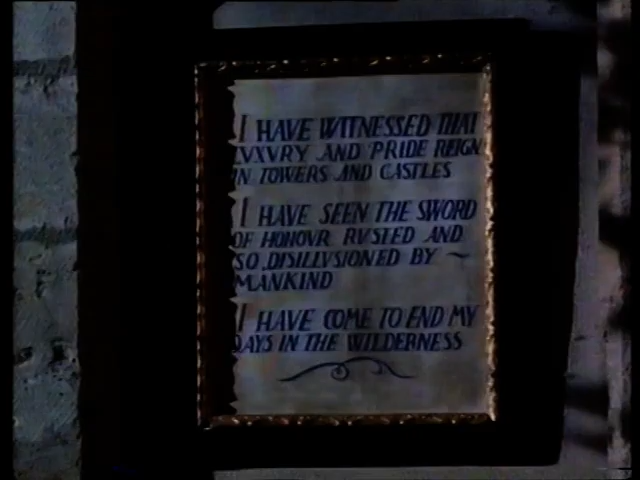 I HAVE WITNESSED THAT
LVXVRY AND PRIDE REIGN
IN TOWERS AND CASTLES
I HAVE SEEN THE SWORD
OF HONOVR RVSTED AND
SO DISILLVSIONED BY ~
MANKIND
I HAVE COME TO END MY
DAYS IN THE WILDERNESS